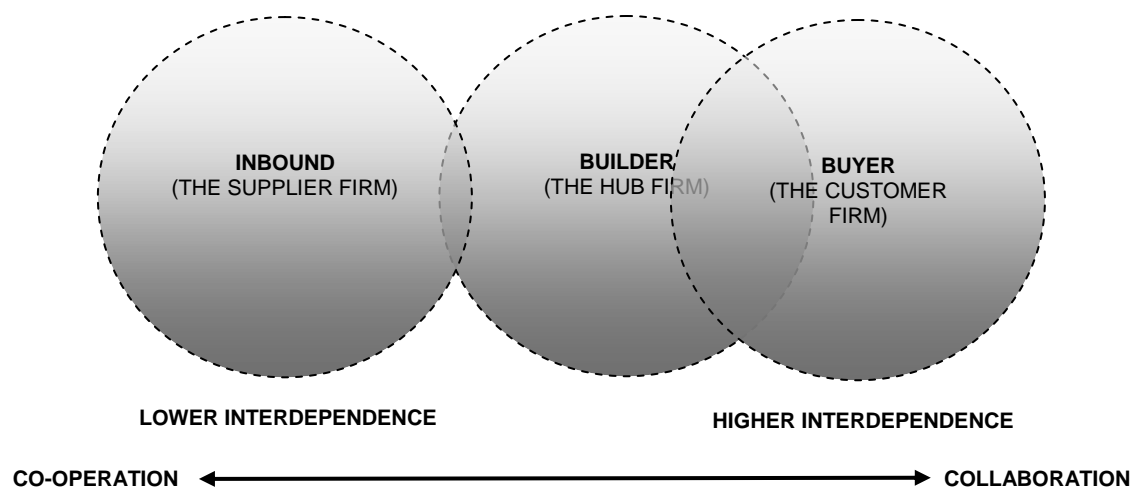 INBOUND
(THE SUPPLIER FIRM)
BUILDER
(THE HUB FIRM)
BUYER
(THE CUSTOMER
FIRM)
LOWER INTERDEPENDENCE
HIGHER INTERDEPENDENCE
CO-OPERATION
COLLABORATION